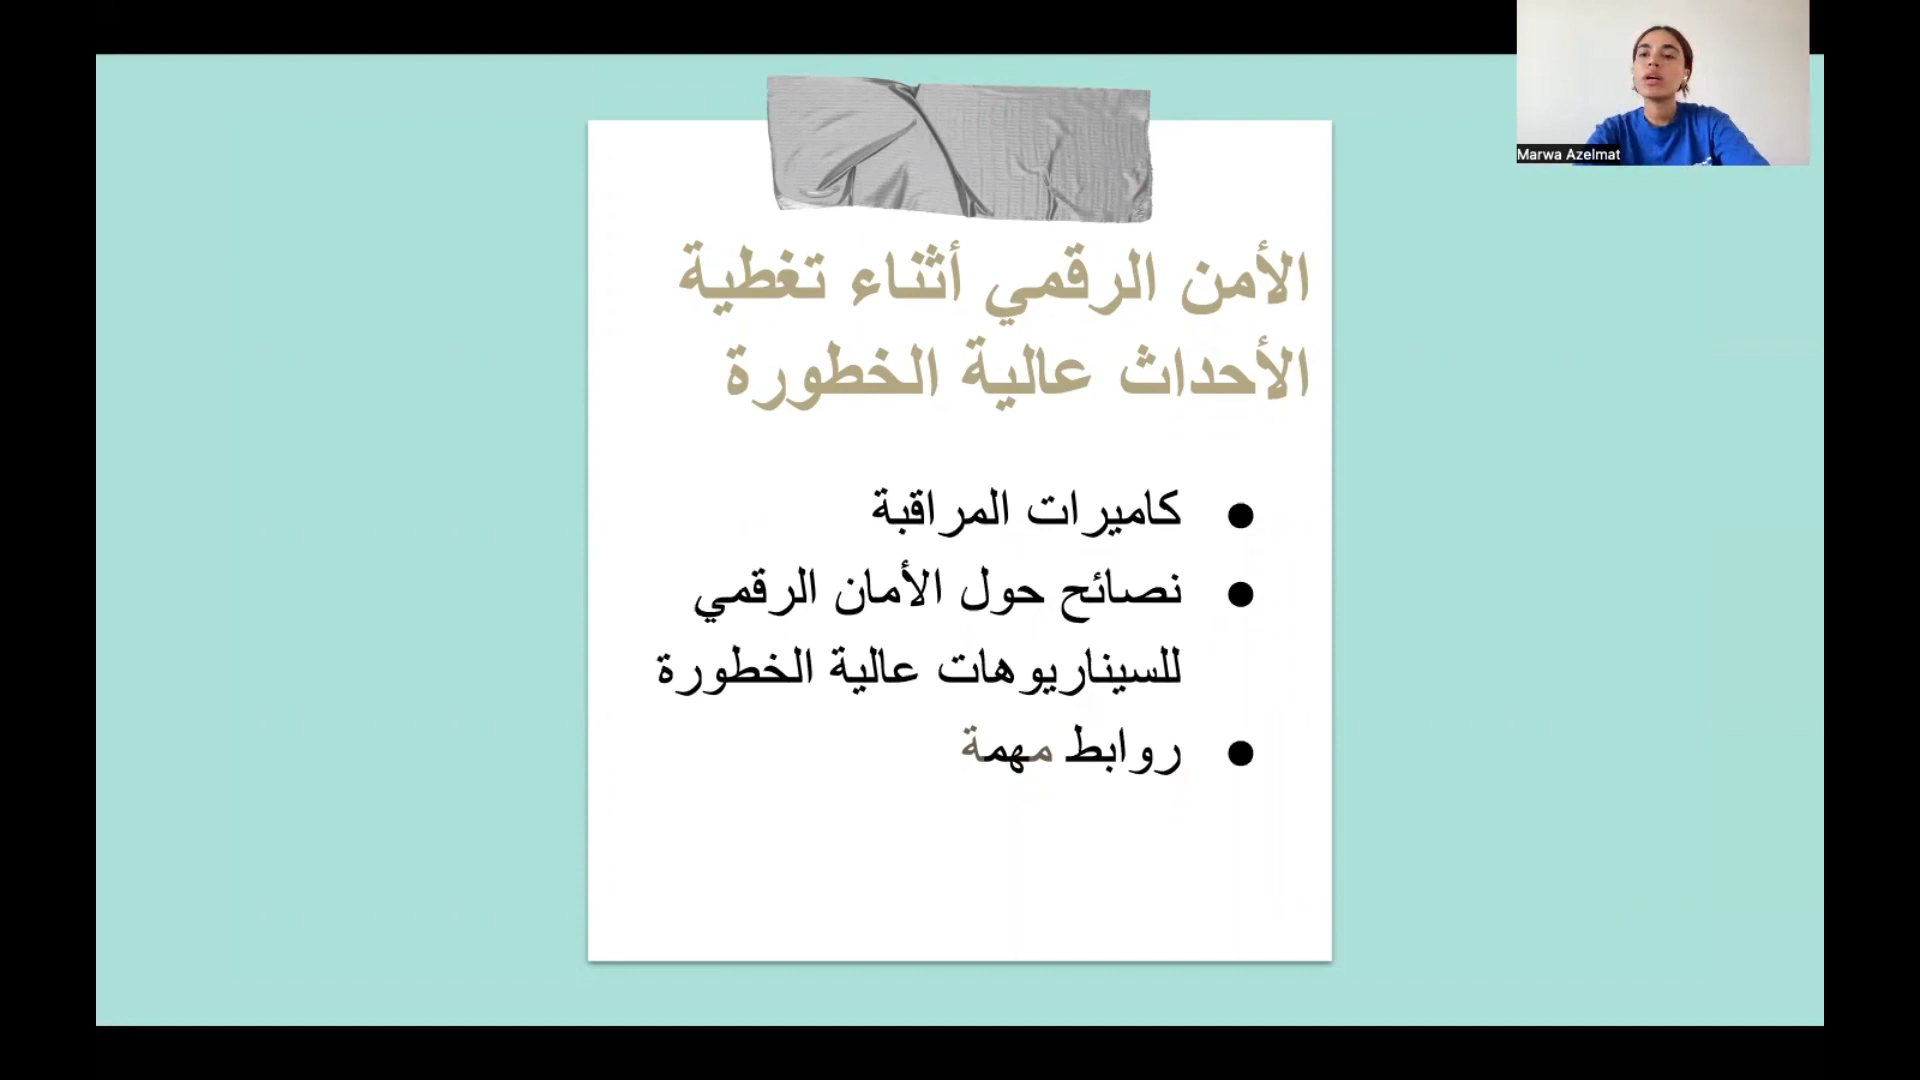 Marwa Azelmat
الأمن الرقمي أثناء تغطية
الأحداث عالية الخطورة
● كاميرات المراقبة
● نصائح حول الأمان الرقمي
للسيناريوهات عالية الخطورة
● روابط مهمة